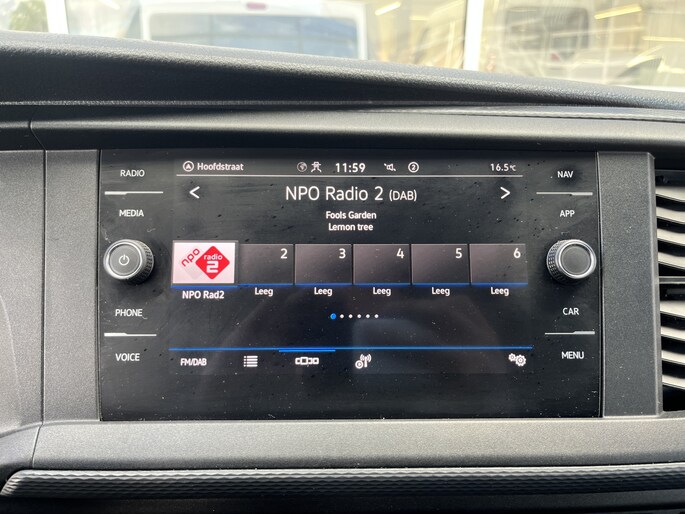 RADIO
MEDIA
PHONE
VOICE
Hoofdstraat
11:59
2
16.5°C
< NPO Radio 2 (DAB) >
Fools Garden
Lemon tree
npo radio 2
2
3
4
5
6
NPO Rad2
Leeg
Leeg
Leeg
Leeg
Leeg
FM/DAB
NAV
APP
CAR
MENU